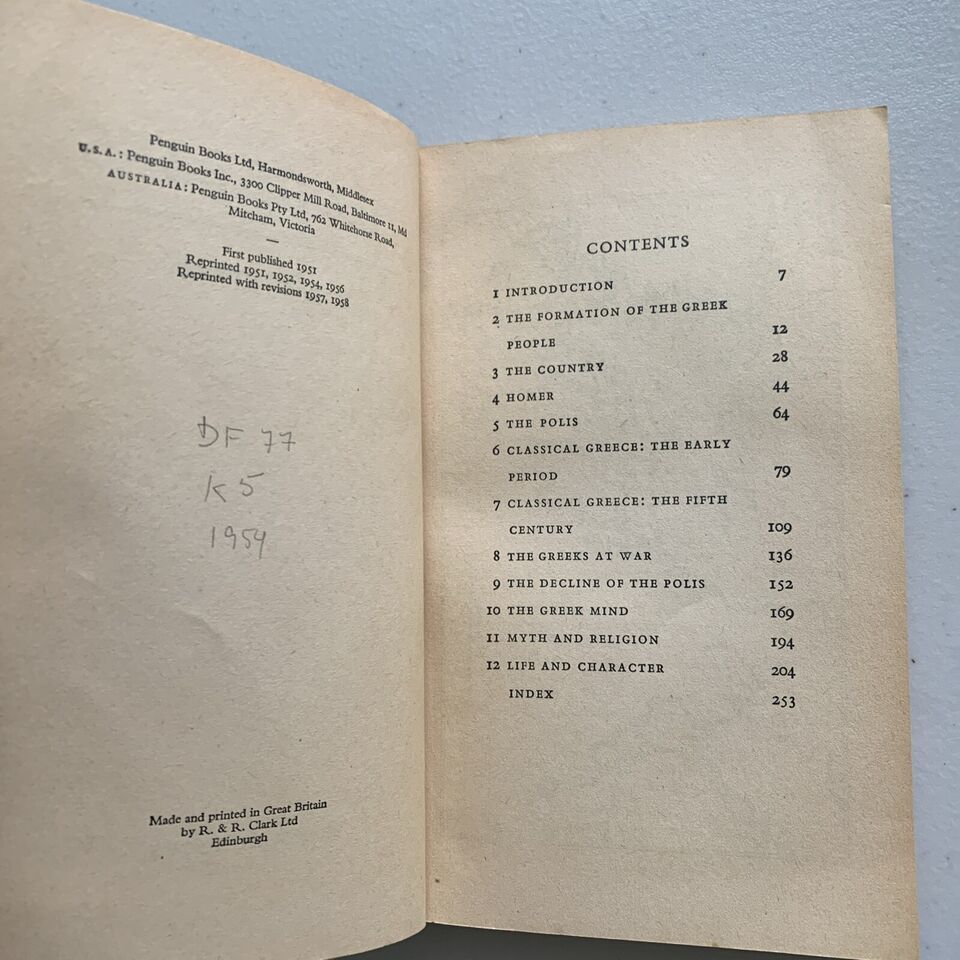 Penguin Books Ltd, Harmondsworth, Middlesex
U.S.A.: Penguin Books Inc., 3300 Clipper Mill Road, Baltimore 11, Md
AUSTRALIA: Penguin Books Pty Ltd, 762 Whitehorse Road,
Mitcham, Victoria
—
First published 1951
Reprinted 1951, 1952, 1954, 1956
Reprinted with revisions 1957, 1958
DF 77
K5
1959
Made and printed in Great Britain
by R. & R. Clark Ltd
Edinburgh
CONTENTS
1 INTRODUCTION 7
2 THE FORMATION OF THE GREEK
PEOPLE 12
3 THE COUNTRY 28
4 HOMER 44
5 THE POLIS 64
6 CLASSICAL GREECE: THE EARLY
PERIOD 79
7 CLASSICAL GREECE: THE FIFTH
CENTURY 109
8 THE GREEKS AT WAR 136
9 THE DECLINE OF THE POLIS 152
10 THE GREEK MIND 169
11 MYTH AND RELIGION 194
12 LIFE AND CHARACTER 204
INDEX 253